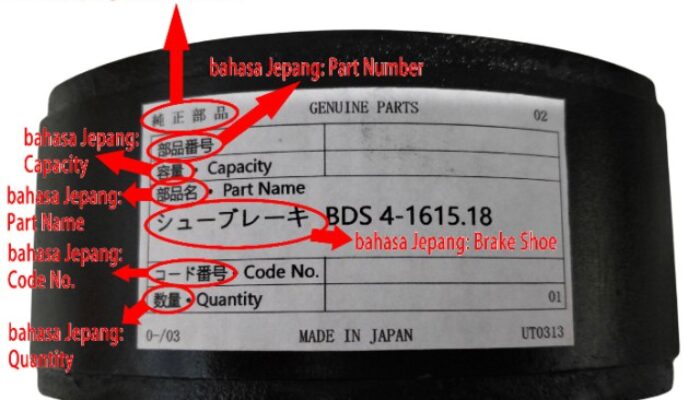 bahasa Jepang: Part Number
純正部品 GENUINE PARTS 02
部品番号
bahasa Jepang: Capacity
容量・Capacity
bahasa Jepang: Part Name
部品名・Part Name
シューブレーキ BDS 4-1615.18
bahasa Jepang: Brake Shoe
bahasa Jepang: Code No.
コード番号・Code No.
bahasa Jepang: Quantity
数量・Quantity 01
0-/03 MADE IN JAPAN UT0313